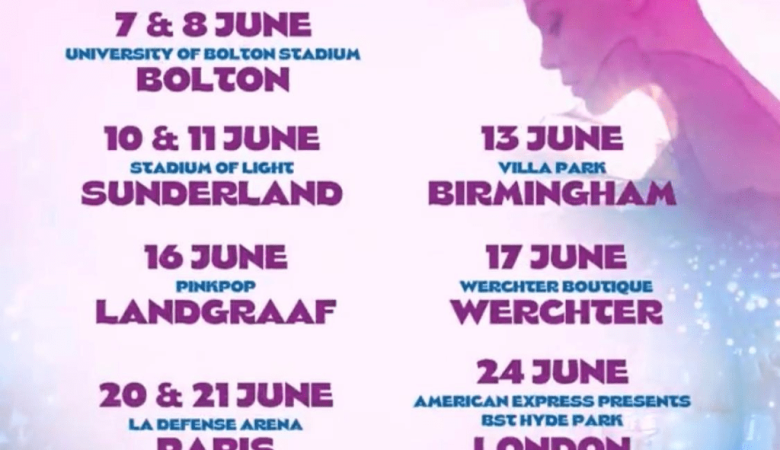 7 & 8 JUNE
UNIVERSITY OF BOLTON STADIUM
BOLTON
10 & 11 JUNE
STADIUM OF LIGHT
SUNDERLAND
13 JUNE
VILLA PARK
BIRMINGHAM
16 JUNE
PINKPOP
LANDGRAAF
17 JUNE
WERCHTER BOUTIQUE
WERCHTER
20 & 21 JUNE
LA DEFENSE ARENA
PARIS
24 JUNE
AMERICAN EXPRESS PRESENTS
BST HYDE PARK
LONDON